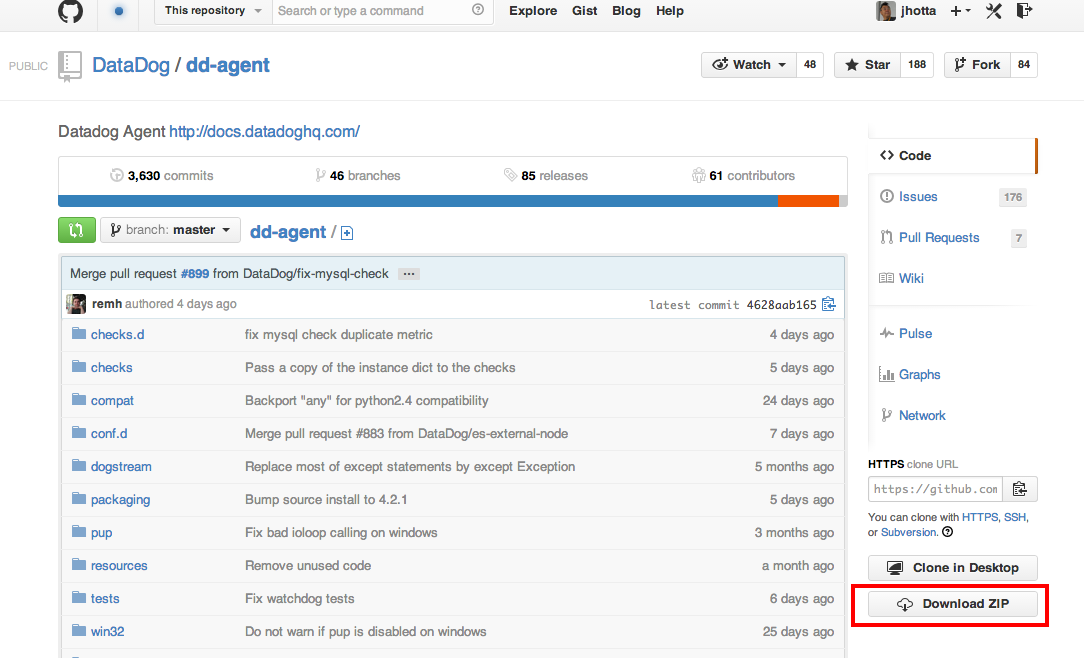 This repository Search or type a command Explore Gist Blog Help jhotta
PUBLIC DataDog / dd-agent Watch 48 Star 188 Fork 84
Datadog Agent http://docs.datadoghq.com/
3,630 commits 46 branches 85 releases 61 contributors
branch: master dd-agent /
Merge pull request #899 from DataDog/fix-mysql-check ...
remh authored 4 days ago latest commit 4628aab165
checks.d fix mysql check duplicate metric 4 days ago
checks Pass a copy of the instance dict to the checks 5 days ago
compat Backport "any" for python2.4 compatibility 24 days ago
conf.d Merge pull request #883 from DataDog/es-external-node 7 days ago
dogstream Replace most of except statements by except Exception 5 months ago
packaging Bump source install to 4.2.1 5 days ago
pup Fix bad ioloop calling on windows 3 months ago
resources Remove unused code a month ago
tests Fix watchdog tests 6 days ago
win32 Do not warn if pup is disabled on windows 25 days ago
Code
Issues 176
Pull Requests 7
Wiki
Pulse
Graphs
Network
HTTPS clone URL
https://github.com
You can clone with HTTPS, SSH,
or Subversion.
Clone in Desktop
Download ZIP